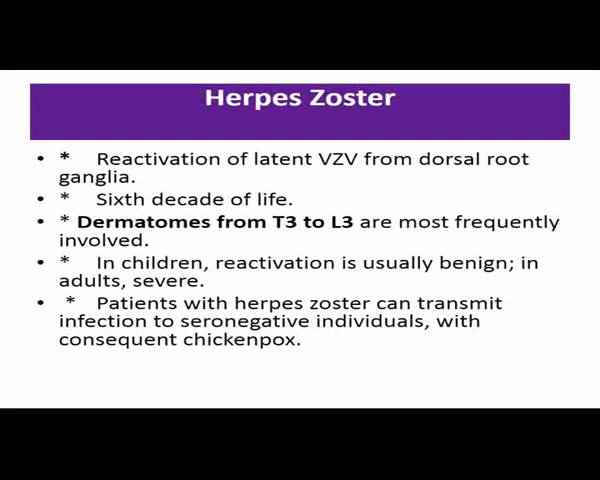 Herpes Zoster
• * Reactivation of latent VZV from dorsal root
ganglia.
• * Sixth decade of life.
• * Dermatomes from T3 to L3 are most frequently
involved.
• * In children, reactivation is usually benign; in
adults, severe.
• * Patients with herpes zoster can transmit
infection to seronegative individuals, with
consequent chickenpox.